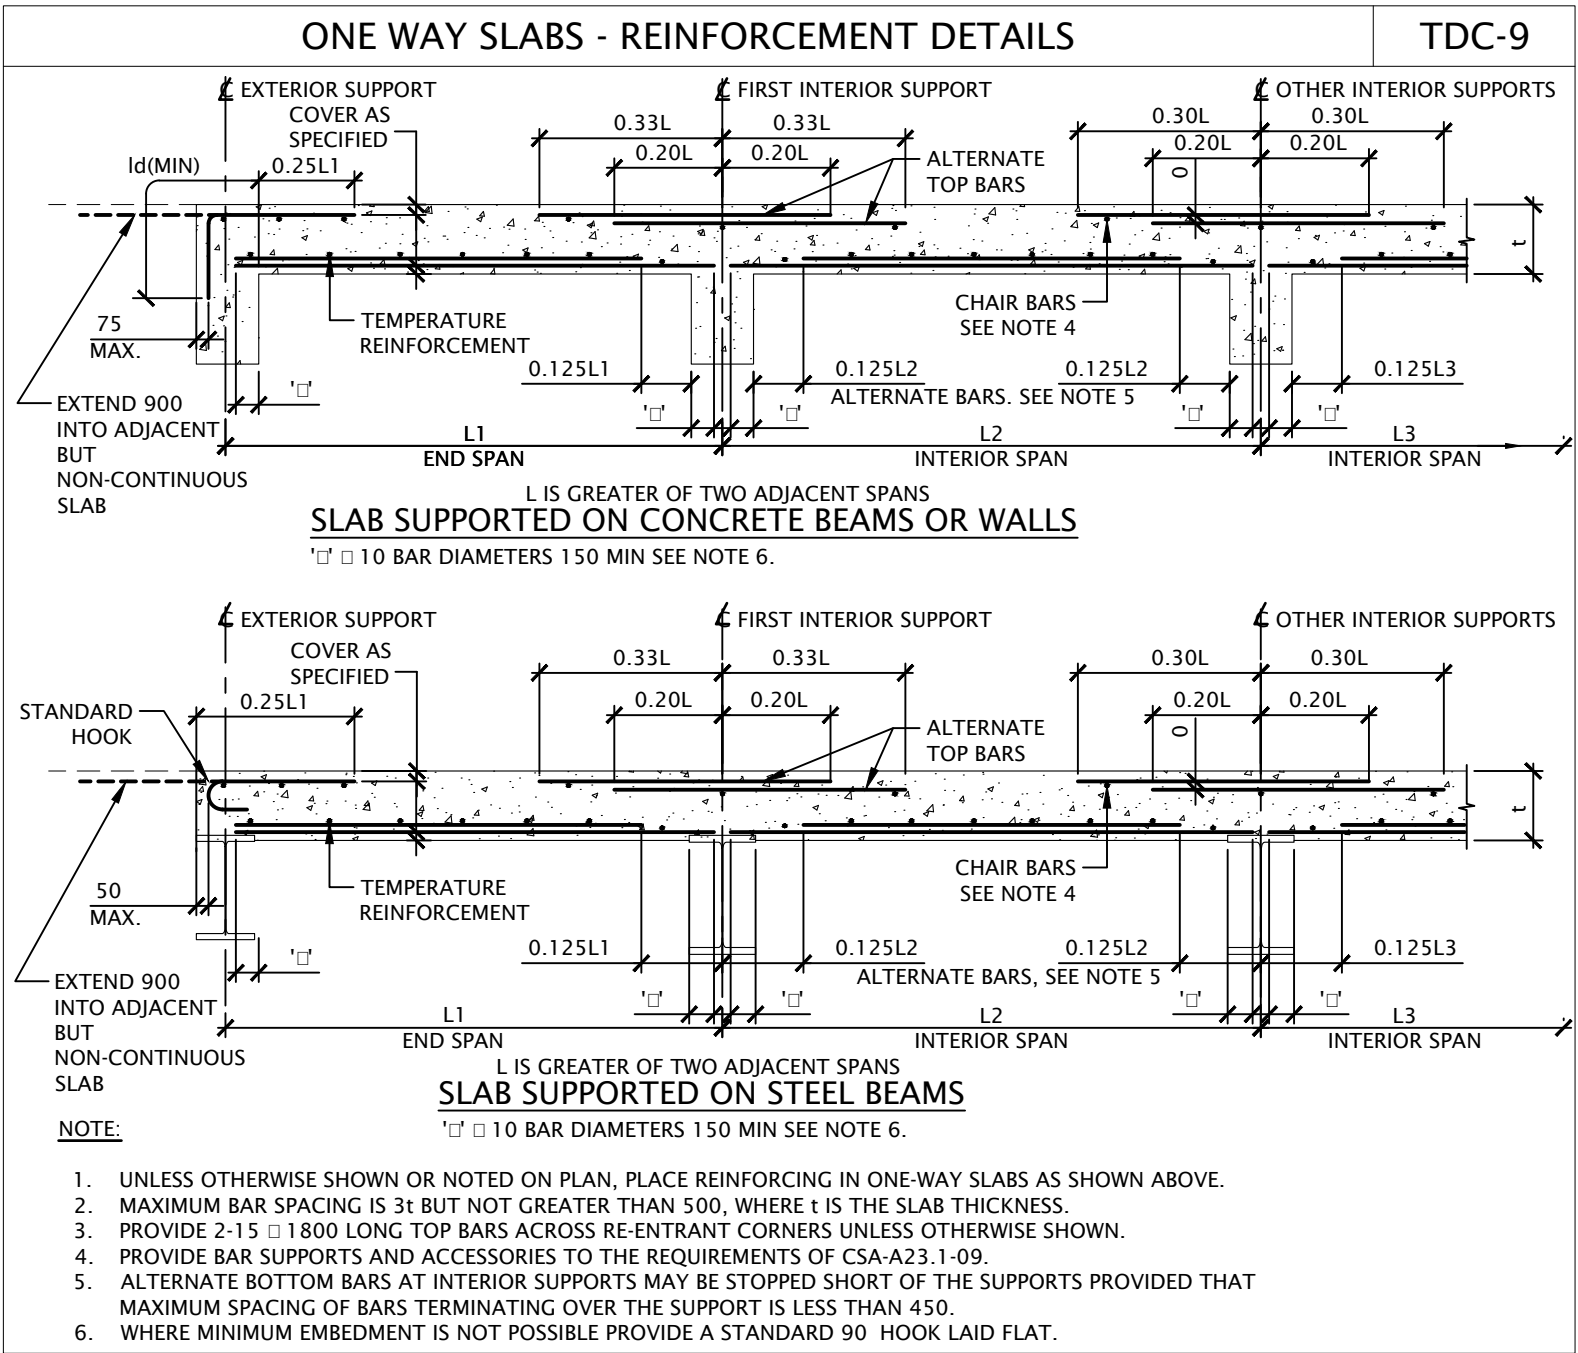 ONE WAY SLABS - REINFORCEMENT DETAILS
TDC-9
℄ EXTERIOR SUPPORT
℄ FIRST INTERIOR SUPPORT
℄ OTHER INTERIOR SUPPORTS
COVER AS
SPECIFIED
0.33L 0.33L
0.30L 0.30L
ld(MIN)
0.25L1
0.20L 0.20L
ALTERNATE
TOP BARS
0.20L 0.20L
0
t
75
MAX.
TEMPERATURE
REINFORCEMENT
CHAIR BARS
SEE NOTE 4
0.125L1
0.125L2
0.125L2
0.125L3
ALTERNATE BARS. SEE NOTE 5
'□'
'□'
'□'
'□'
'□'
EXTEND 900
INTO ADJACENT
BUT
NON-CONTINUOUS
SLAB
L1
END SPAN
L2
INTERIOR SPAN
L3
INTERIOR SPAN
L IS GREATER OF TWO ADJACENT SPANS
SLAB SUPPORTED ON CONCRETE BEAMS OR WALLS
'□' □ 10 BAR DIAMETERS 150 MIN SEE NOTE 6.
℄ EXTERIOR SUPPORT
℄ FIRST INTERIOR SUPPORT
℄ OTHER INTERIOR SUPPORTS
COVER AS
SPECIFIED
0.33L 0.33L
0.30L 0.30L
STANDARD
HOOK
0.25L1
0.20L 0.20L
ALTERNATE
TOP BARS
0.20L 0.20L
0
t
50
MAX.
TEMPERATURE
REINFORCEMENT
CHAIR BARS
SEE NOTE 4
0.125L1
0.125L2
0.125L2
0.125L3
ALTERNATE BARS, SEE NOTE 5
'□'
'□'
'□'
'□'
'□'
EXTEND 900
INTO ADJACENT
BUT
NON-CONTINUOUS
SLAB
L1
END SPAN
L2
INTERIOR SPAN
L3
INTERIOR SPAN
L IS GREATER OF TWO ADJACENT SPANS
SLAB SUPPORTED ON STEEL BEAMS
'□' □ 10 BAR DIAMETERS 150 MIN SEE NOTE 6.
NOTE:
1. UNLESS OTHERWISE SHOWN OR NOTED ON PLAN, PLACE REINFORCING IN ONE-WAY SLABS AS SHOWN ABOVE.
2. MAXIMUM BAR SPACING IS 3t BUT NOT GREATER THAN 500, WHERE t IS THE SLAB THICKNESS.
3. PROVIDE 2-15 □ 1800 LONG TOP BARS ACROSS RE-ENTRANT CORNERS UNLESS OTHERWISE SHOWN.
4. PROVIDE BAR SUPPORTS AND ACCESSORIES TO THE REQUIREMENTS OF CSA-A23.1-09.
5. ALTERNATE BOTTOM BARS AT INTERIOR SUPPORTS MAY BE STOPPED SHORT OF THE SUPPORTS PROVIDED THAT
MAXIMUM SPACING OF BARS TERMINATING OVER THE SUPPORT IS LESS THAN 450.
6. WHERE MINIMUM EMBEDMENT IS NOT POSSIBLE PROVIDE A STANDARD 90 HOOK LAID FLAT.